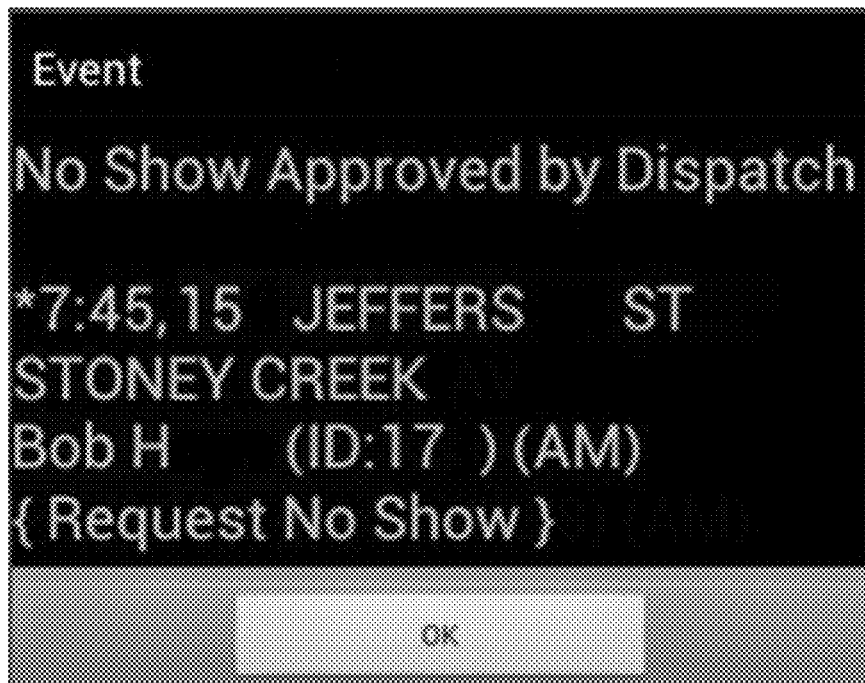 Event
No Show Approved by Dispatch
*7:45, 15 JEFFERS ST
STONEY CREEK
Bob H (ID:17 ) (AM)
{ Request No Show }
OK